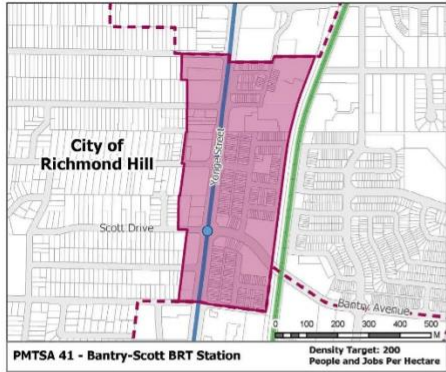 City of
Richmond Hill
Yonge Street
Scott Drive
Bantry Avenue
0 100 200 300 400 500
M
PMTSA 41 - Bantry-Scott BRT Station
Density Target: 200
People and Jobs Per Hectare